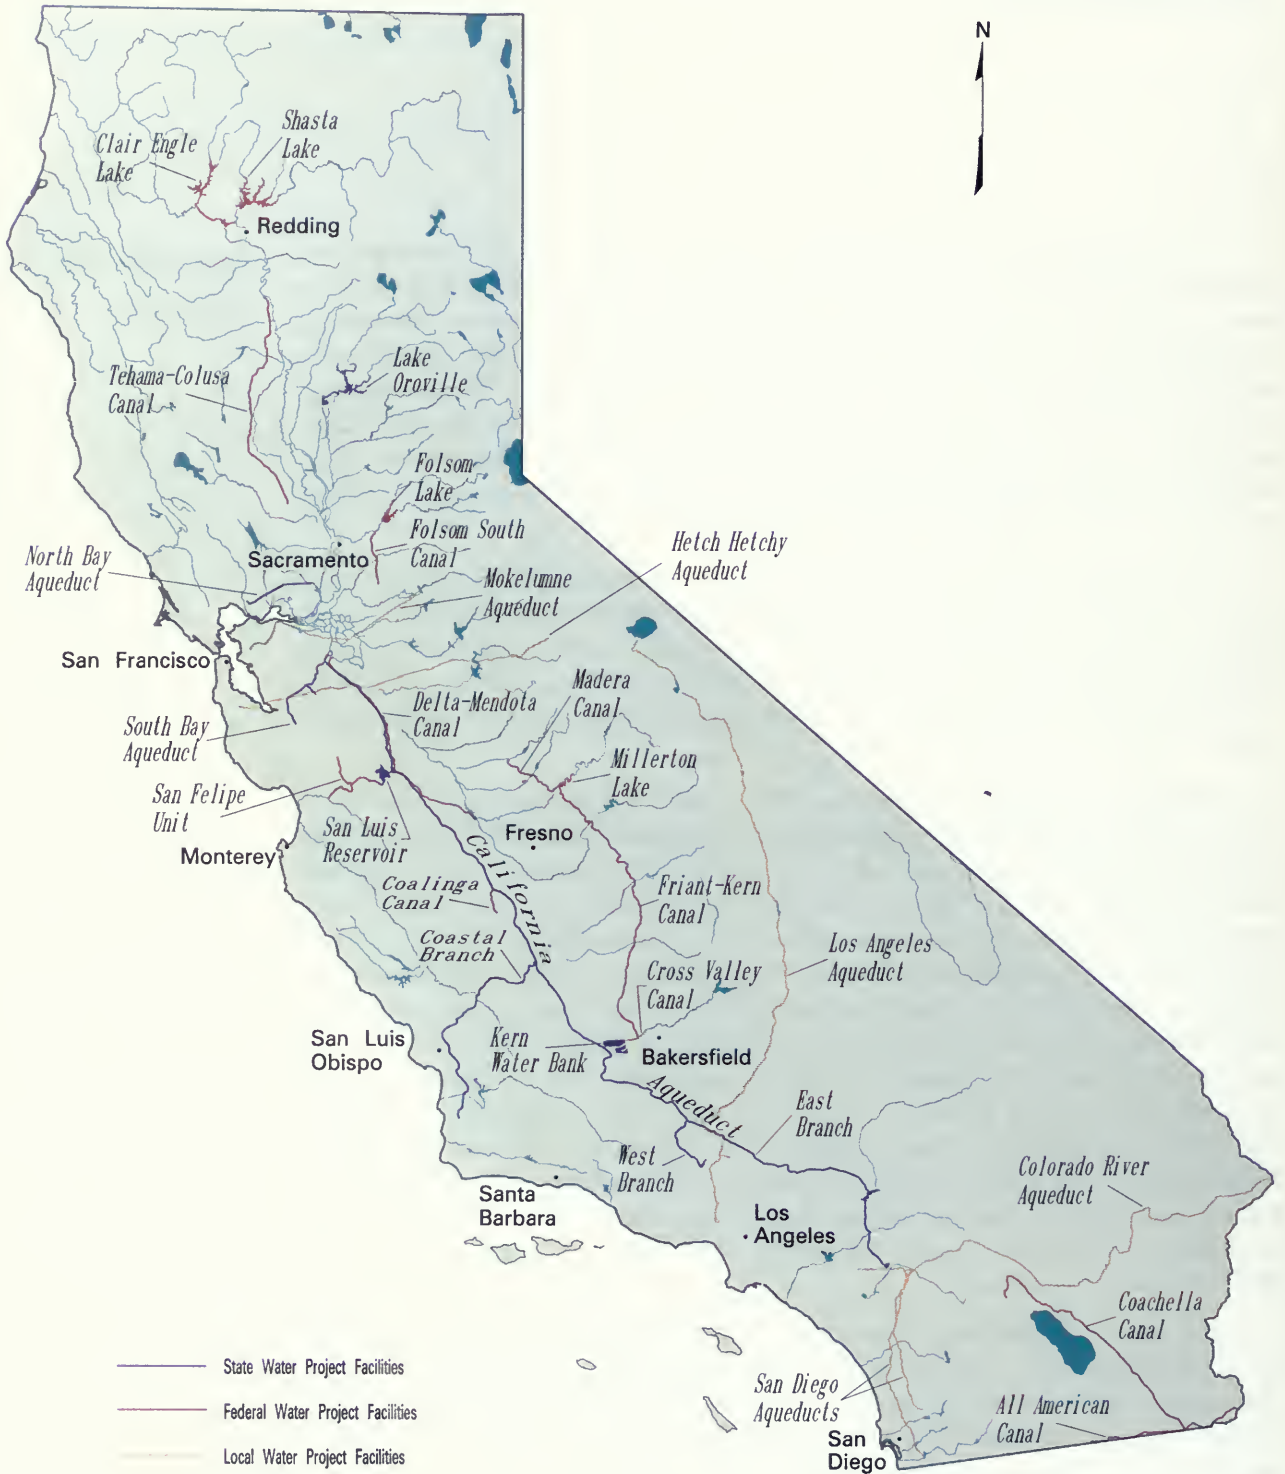 N
Shasta
Lake
Clair Engle
Lake
Redding
Lake
Oroville
Tehama-Colusa
Canal
Folsom
Lake
Folsom South
Canal
Hetch Hetchy
Aqueduct
North Bay
Aqueduct
Sacramento
Mokelumne
Aqueduct
San Francisco
Madera
Canal
Delta-Mendota
Canal
South Bay
Aqueduct
Millerton
Lake
San Felipe
Unit
San Luis
Reservoir
Fresno
Monterey
California
Coalinga
Canal
Friant-Kern
Canal
Coastal
Branch
Los Angeles
Aqueduct
Cross Valley
Canal
San Luis
Obispo
Kern
Water Bank
Bakersfield
Aqueduct
East
Branch
West
Branch
Colorado River
Aqueduct
Santa
Barbara
Los
Angeles
Coachella
Canal
San Diego
Aqueducts
All American
Canal
San
Diego
State Water Project Facilities
Federal Water Project Facilities
Local Water Project Facilities